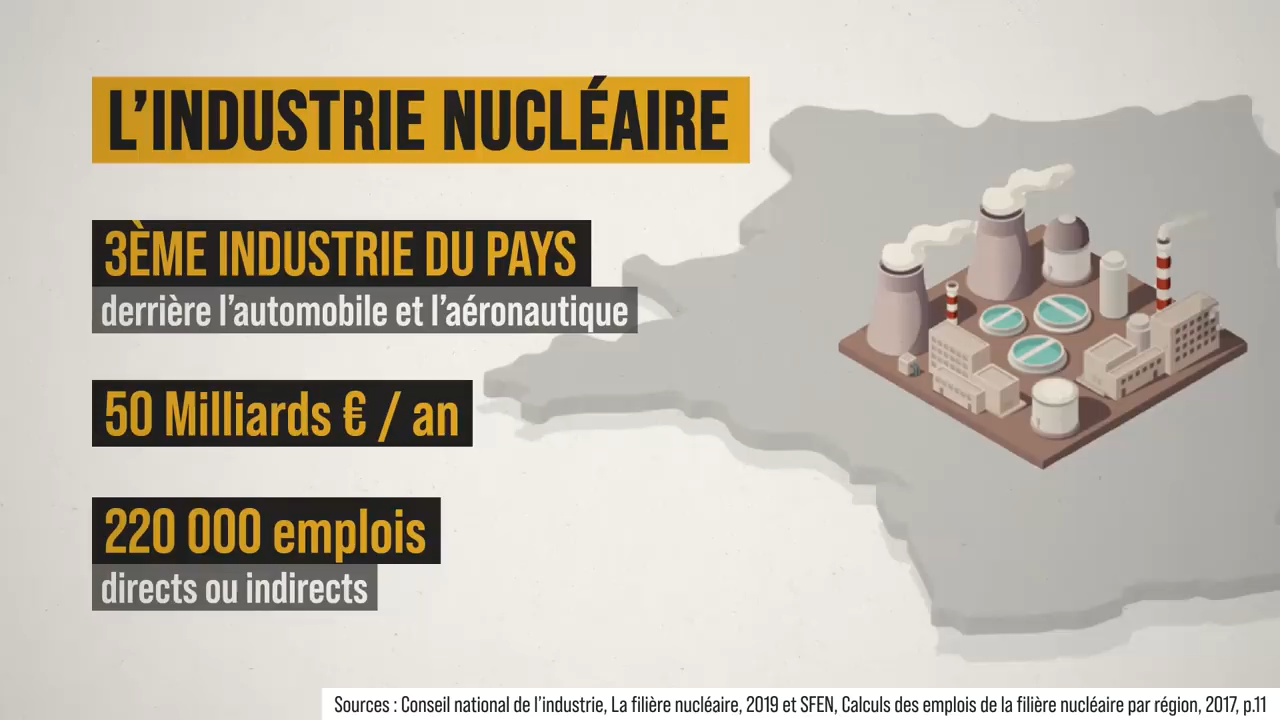 L’INDUSTRIE NUCLÉAIRE
3ÈME INDUSTRIE DU PAYS
derrière l’automobile et l’aéronautique
50 Milliards € / an
220 000 emplois
directs ou indirects
Sources : Conseil national de l’industrie, La filière nucléaire, 2019 et SFEN, Calculs des emplois de la filière nucléaire par région, 2017, p.11